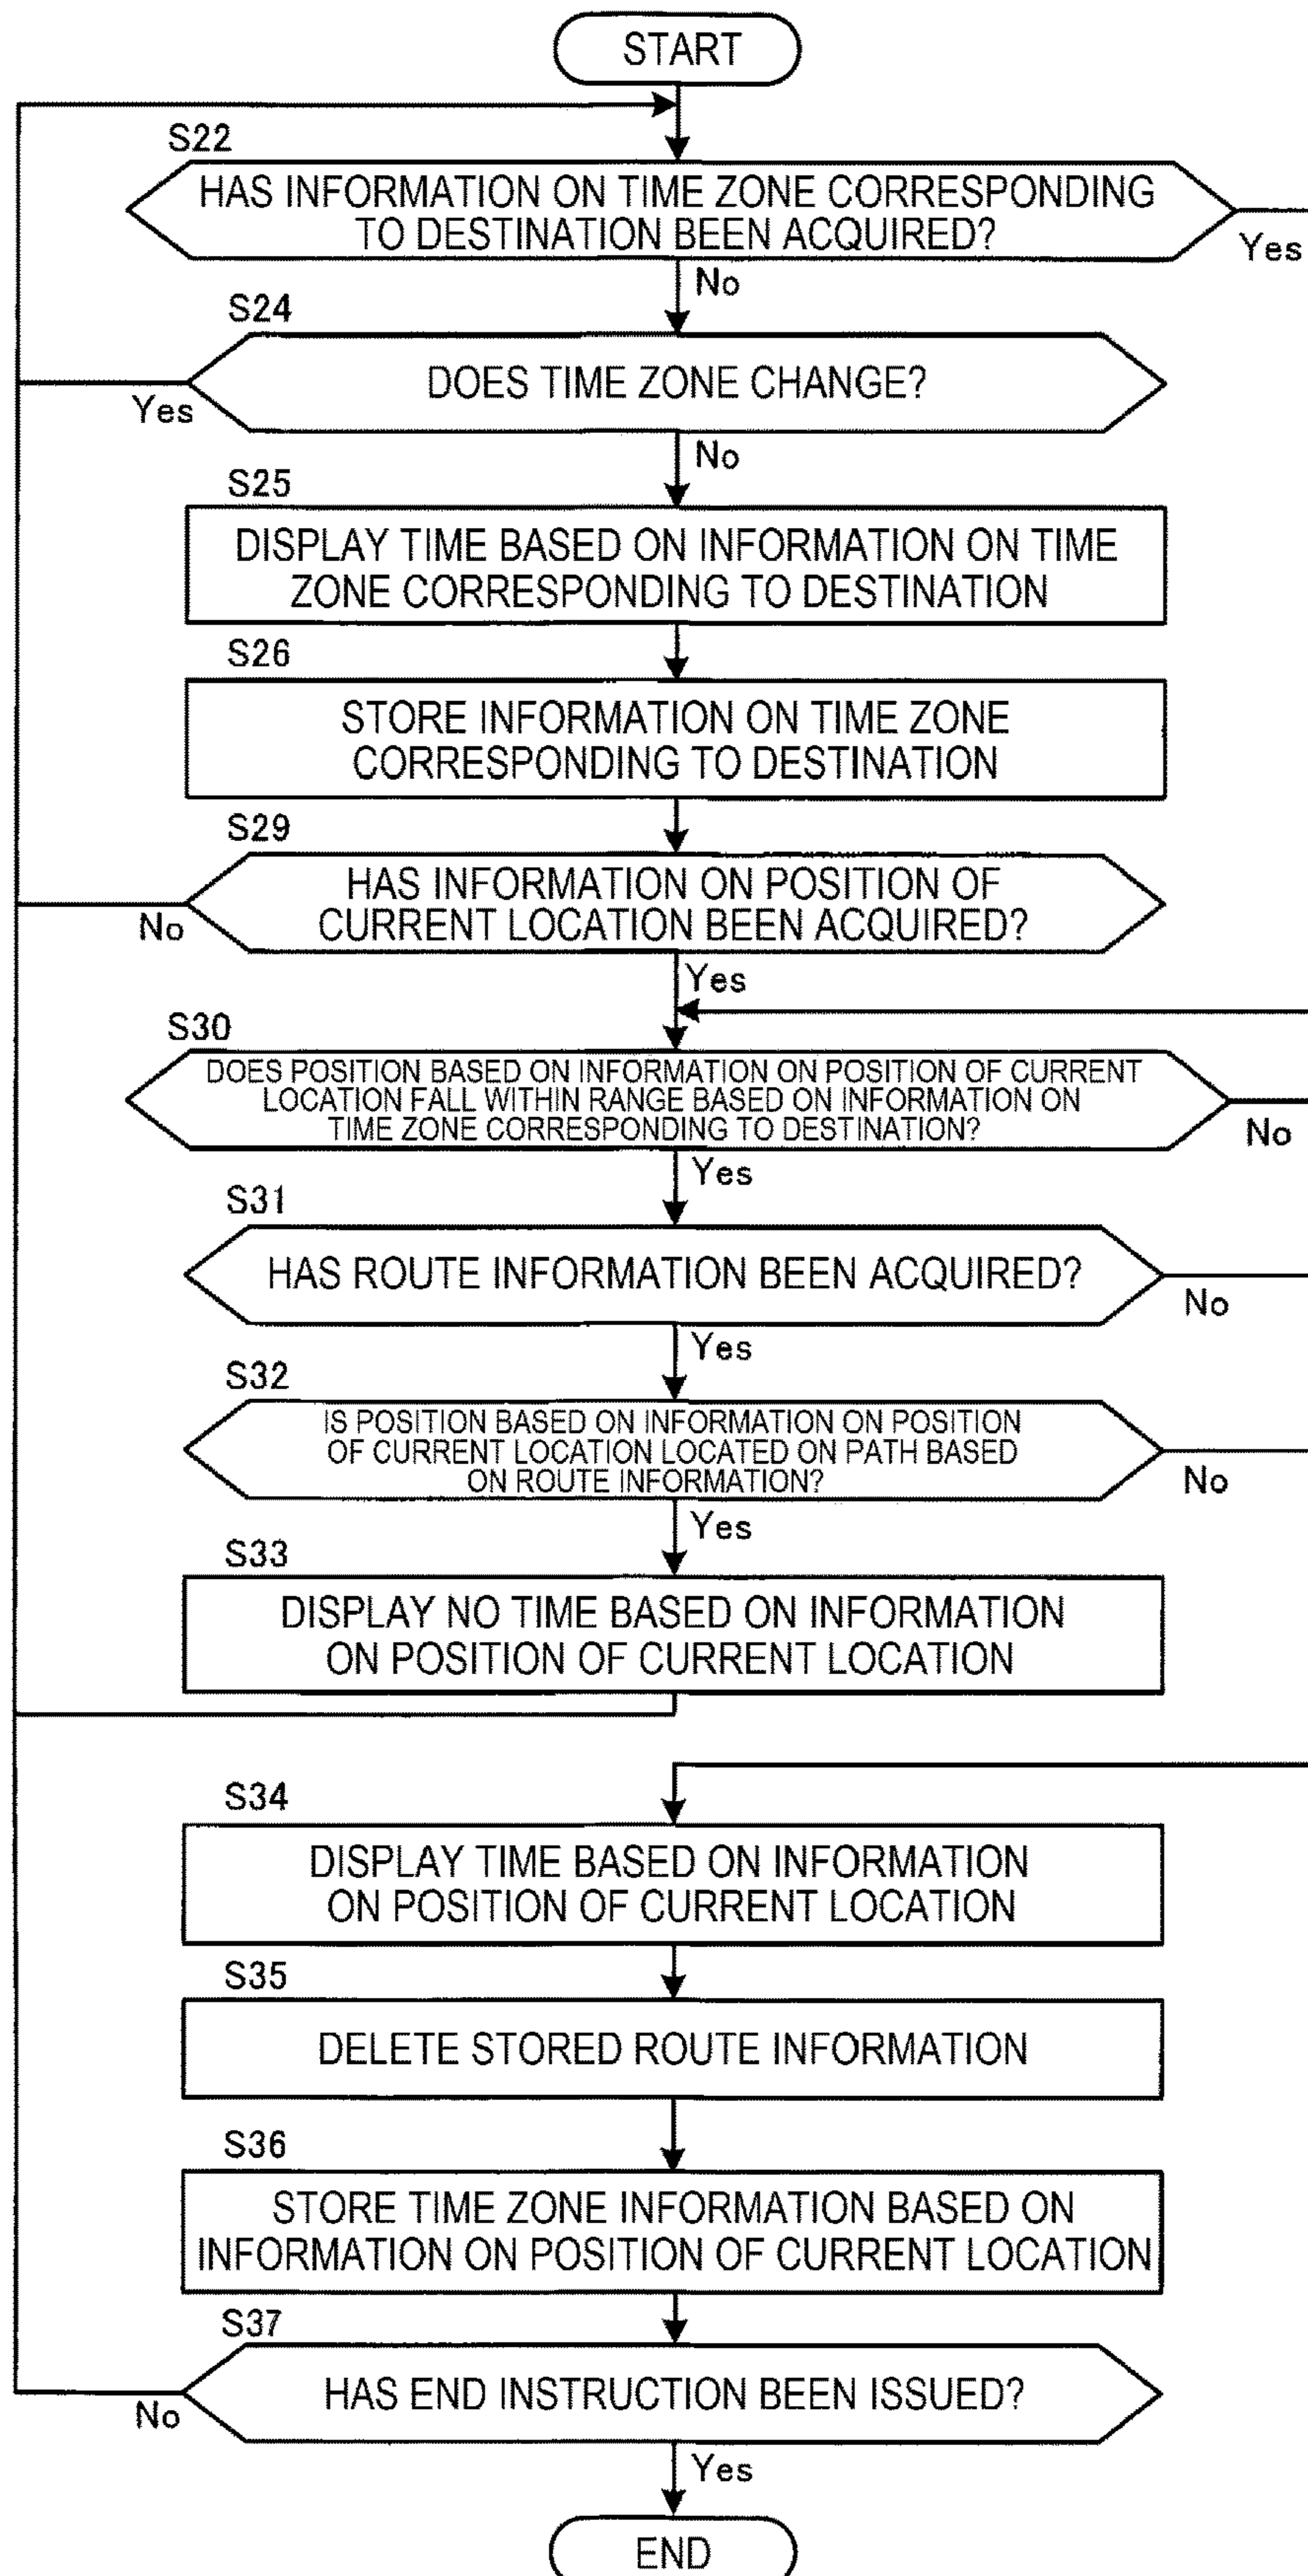 START
S22
HAS INFORMATION ON TIME ZONE CORRESPONDING
TO DESTINATION BEEN ACQUIRED?
Yes
No
S24
DOES TIME ZONE CHANGE?
Yes
No
S25
DISPLAY TIME BASED ON INFORMATION ON TIME
ZONE CORRESPONDING TO DESTINATION
S26
STORE INFORMATION ON TIME ZONE
CORRESPONDING TO DESTINATION
S29
HAS INFORMATION ON POSITION OF
CURRENT LOCATION BEEN ACQUIRED?
No
Yes
S30
DOES POSITION BASED ON INFORMATION ON POSITION OF CURRENT
LOCATION FALL WITHIN RANGE BASED ON INFORMATION ON
TIME ZONE CORRESPONDING TO DESTINATION?
No
Yes
S31
HAS ROUTE INFORMATION BEEN ACQUIRED?
No
Yes
S32
IS POSITION BASED ON INFORMATION ON POSITION
OF CURRENT LOCATION LOCATED ON PATH BASED
ON ROUTE INFORMATION?
No
Yes
S33
DISPLAY NO TIME BASED ON INFORMATION
ON POSITION OF CURRENT LOCATION
S34
DISPLAY TIME BASED ON INFORMATION
ON POSITION OF CURRENT LOCATION
S35
DELETE STORED ROUTE INFORMATION
S36
STORE TIME ZONE INFORMATION BASED ON
INFORMATION ON POSITION OF CURRENT LOCATION
S37
HAS END INSTRUCTION BEEN ISSUED?
No
Yes
END